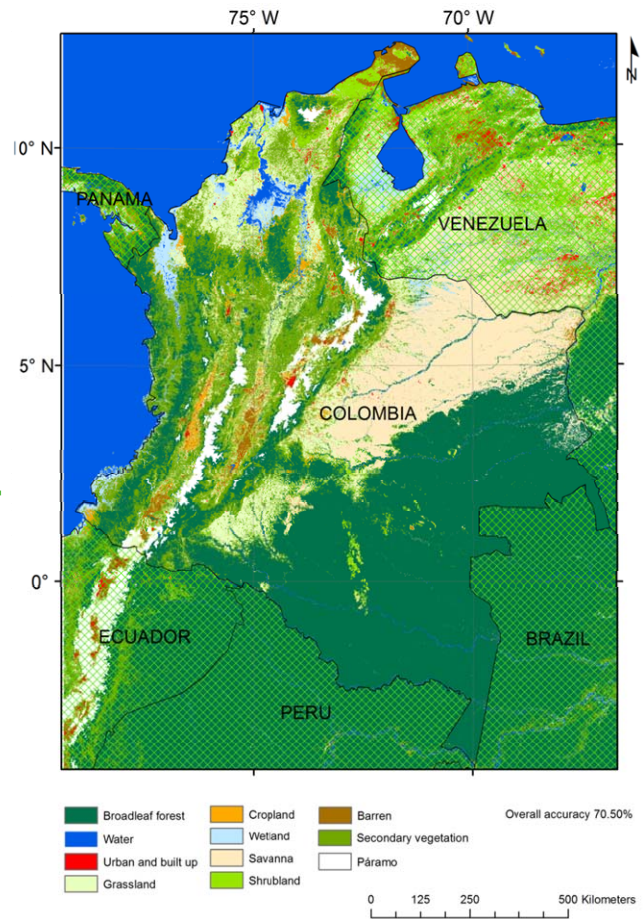 75° W 70° W
N
10° N
PANAMA
VENEZUELA
5° N
COLOMBIA
0°
ECUADOR
BRAZIL
PERU
Broadleaf forest Cropland Barren Overall accuracy 70.50%
Water Wetland Secondary vegetation
Urban and built up Savanna Páramo
Grassland Shrubland
0 125 250 500 Kilometers